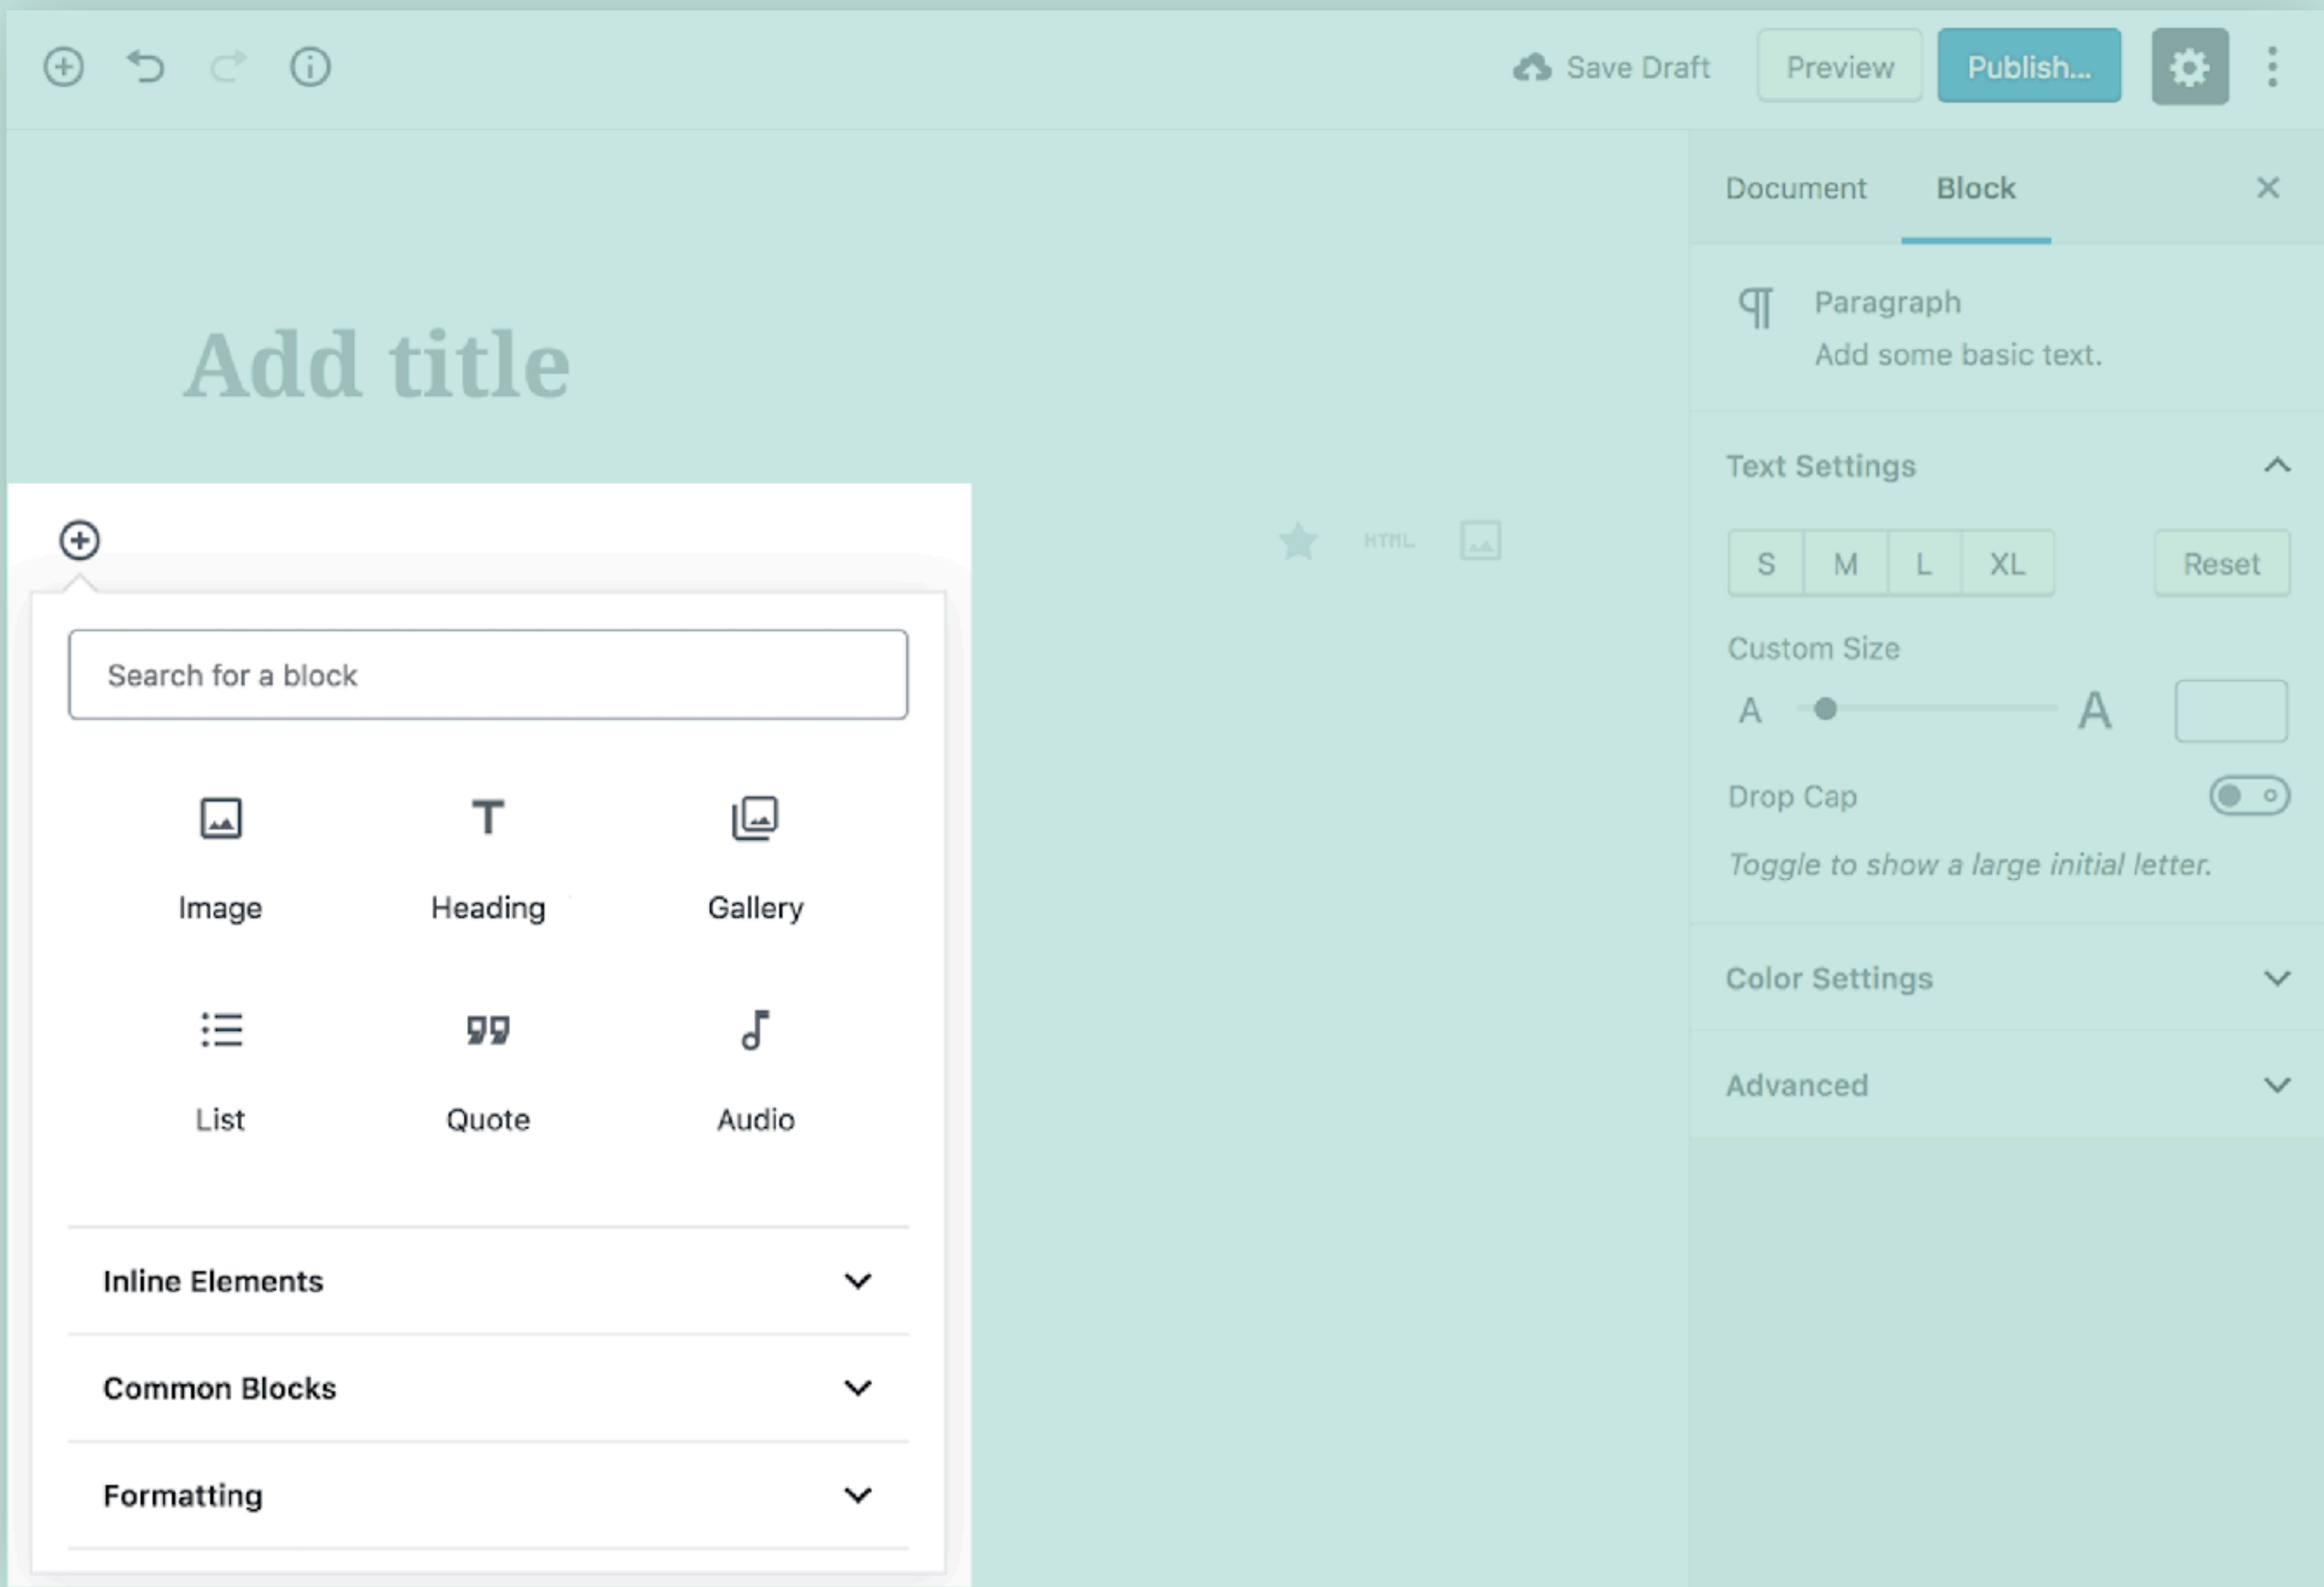 Save Draft
Preview
Publish...
Document
Block
Add title
Paragraph
Add some basic text.
HTML
Text Settings
S M L XL
Reset
Custom Size
A A
Drop Cap
Toggle to show a large initial letter.
Color Settings
Advanced
Search for a block
Image
Heading
Gallery
List
Quote
Audio
Inline Elements
Common Blocks
Formatting